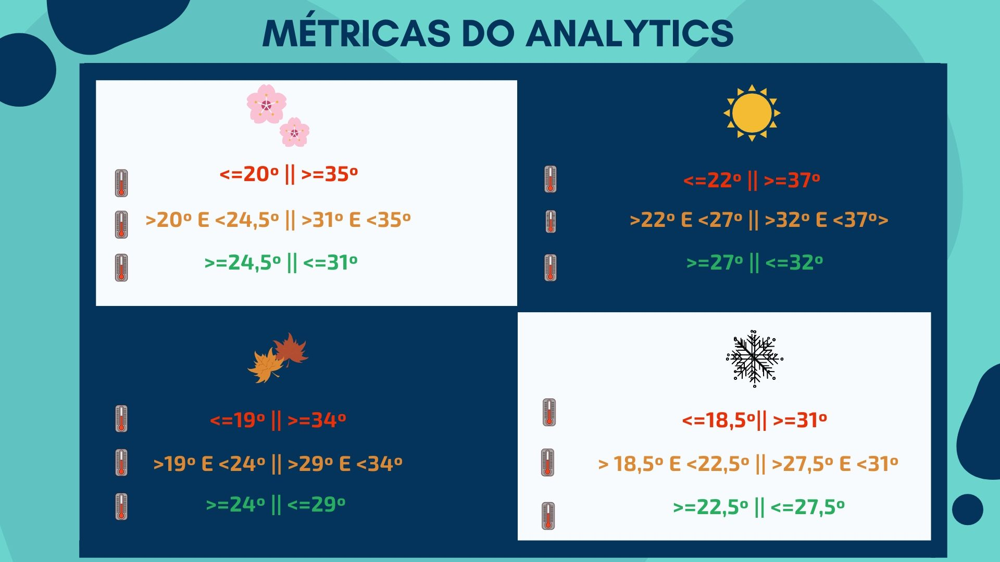 MÉTRICAS DO ANALYTICS
<=20º || >=35º
>20º E <24,5º || >31º E <35º
>=24,5º || <=31º
<=22º || >=37º
>22º E <27º || >32º E <37º>
>=27º || <=32º
<=19º || >=34º
>19º E <24º || >29º E <34º
>=24º || <=29º
<=18,5º|| >=31º
> 18,5º E <22,5º || >27,5º E <31º
>=22,5º || <=27,5º